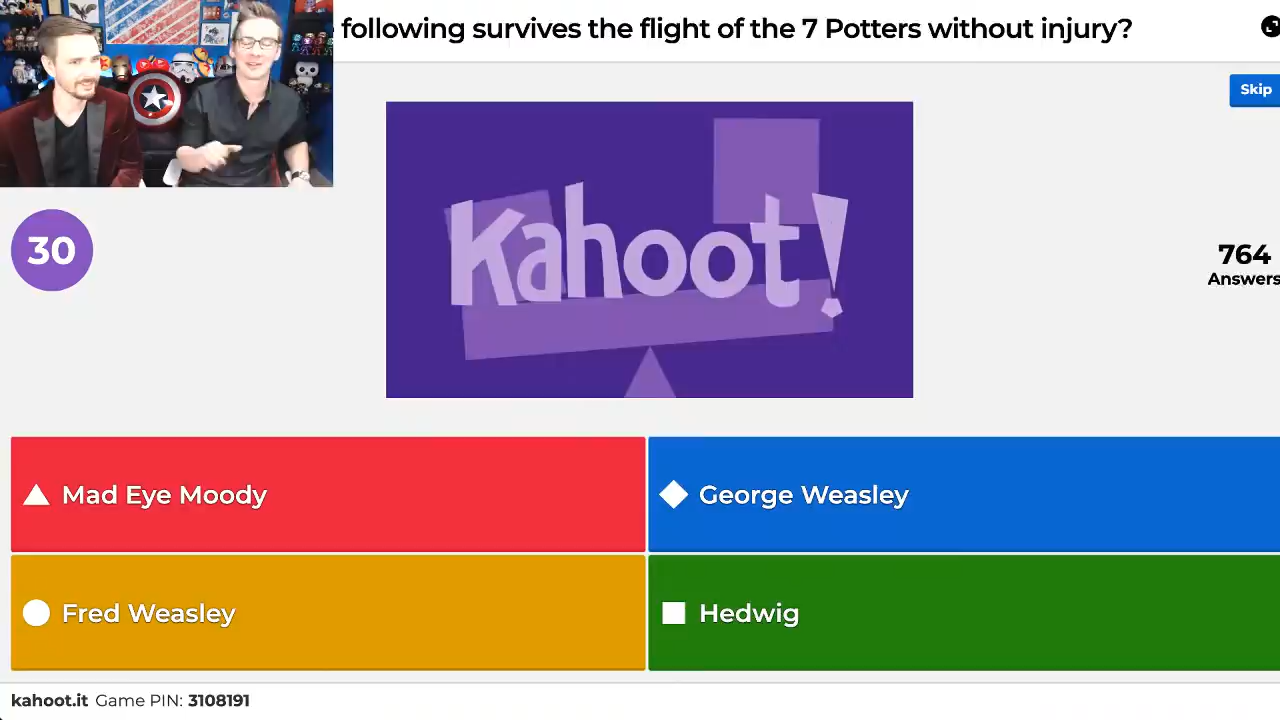 following survives the flight of the 7 Potters without injury?
Skip
Kahoot!
30
764
Answers
Mad Eye Moody
George Weasley
Fred Weasley
Hedwig
kahoot.it Game PIN: 3108191